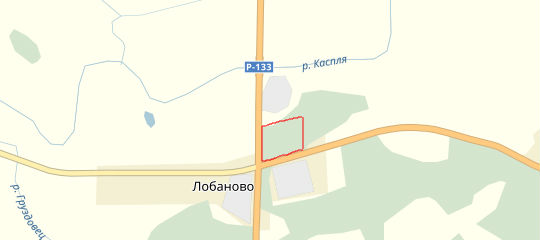 р. Каспля
Р-133
Лобаново
р. Груздовец